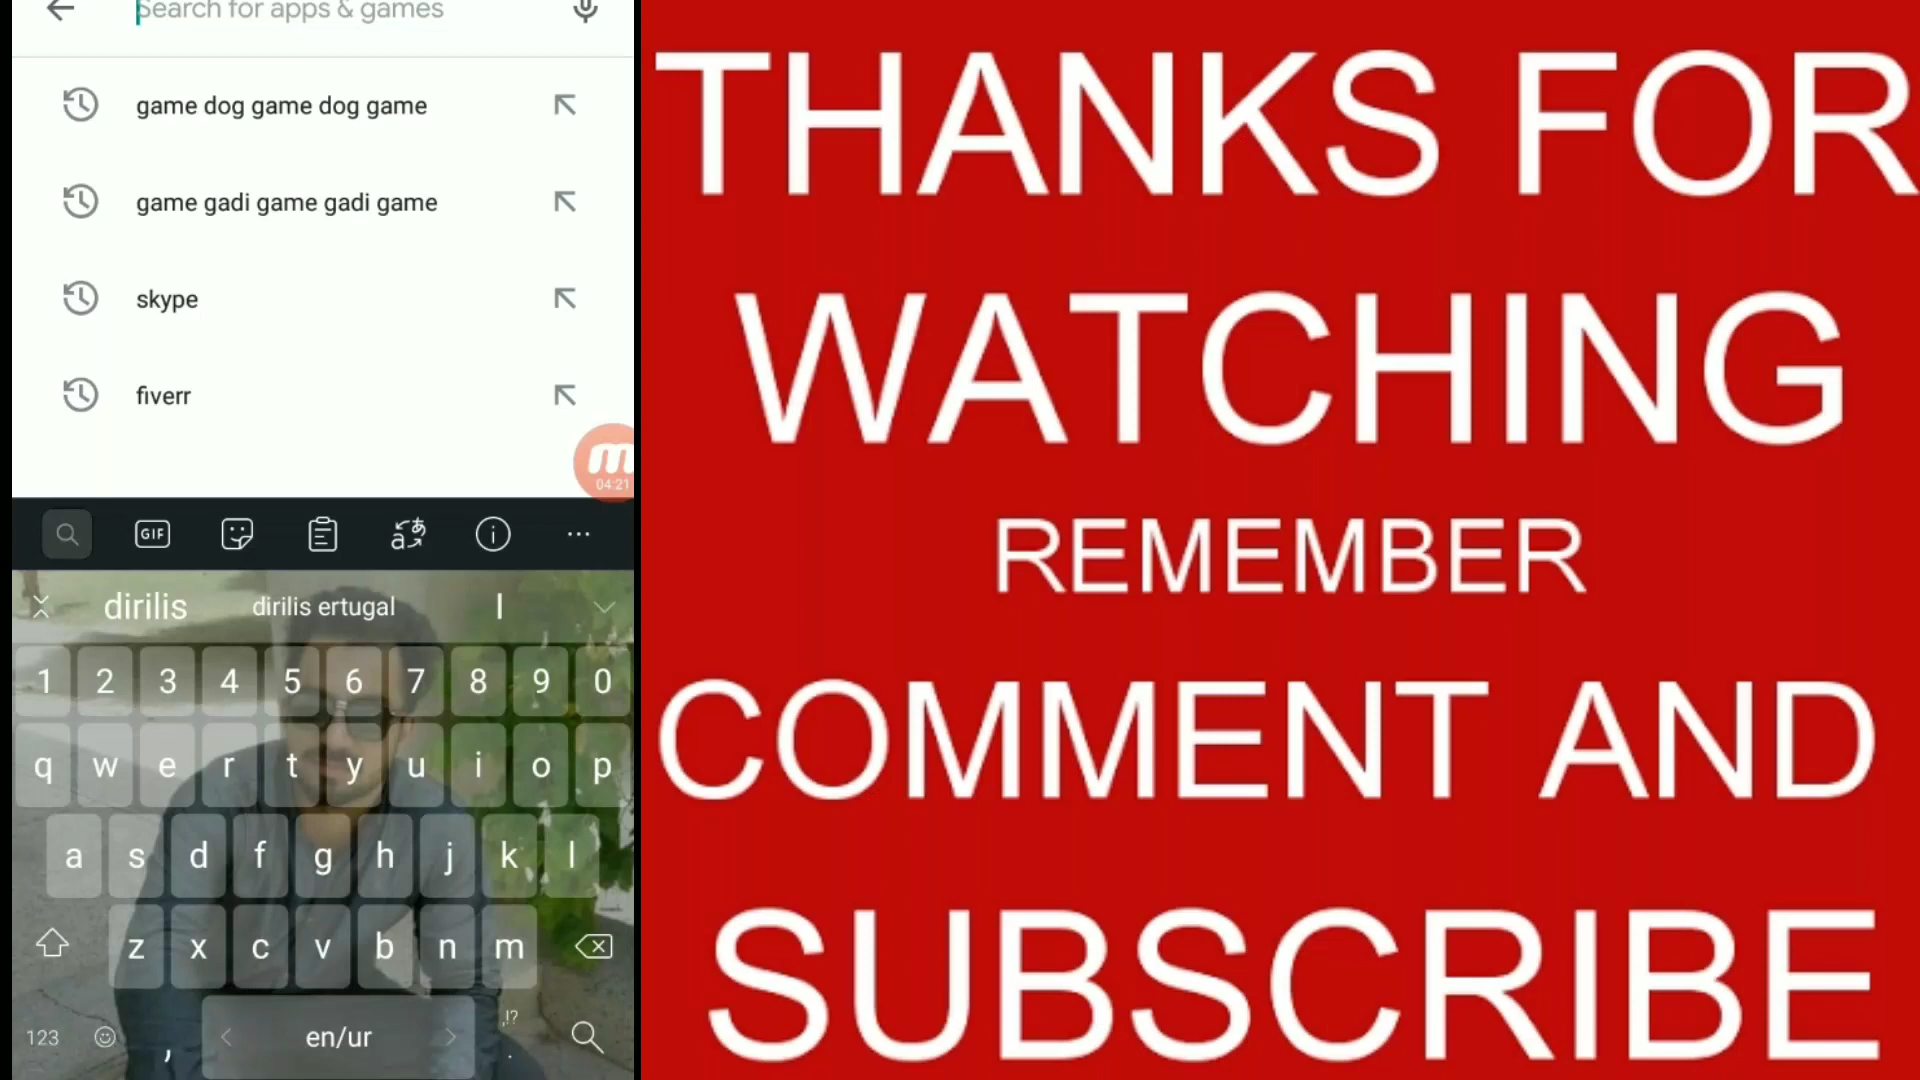 Search for apps & games
game dog game dog game
game gadi game gadi game
skype
fiverr
m
04:21
GIF
dirilis dirilis ertugal I
1 2 3 4 5 6 7 8 9 0
q w e r t y u i o p
a s d f g h j k l
z x c v b n m
123 , en/ur ,!? .
THANKS FOR
WATCHING
REMEMBER
COMMENT AND
SUBSCRIBE